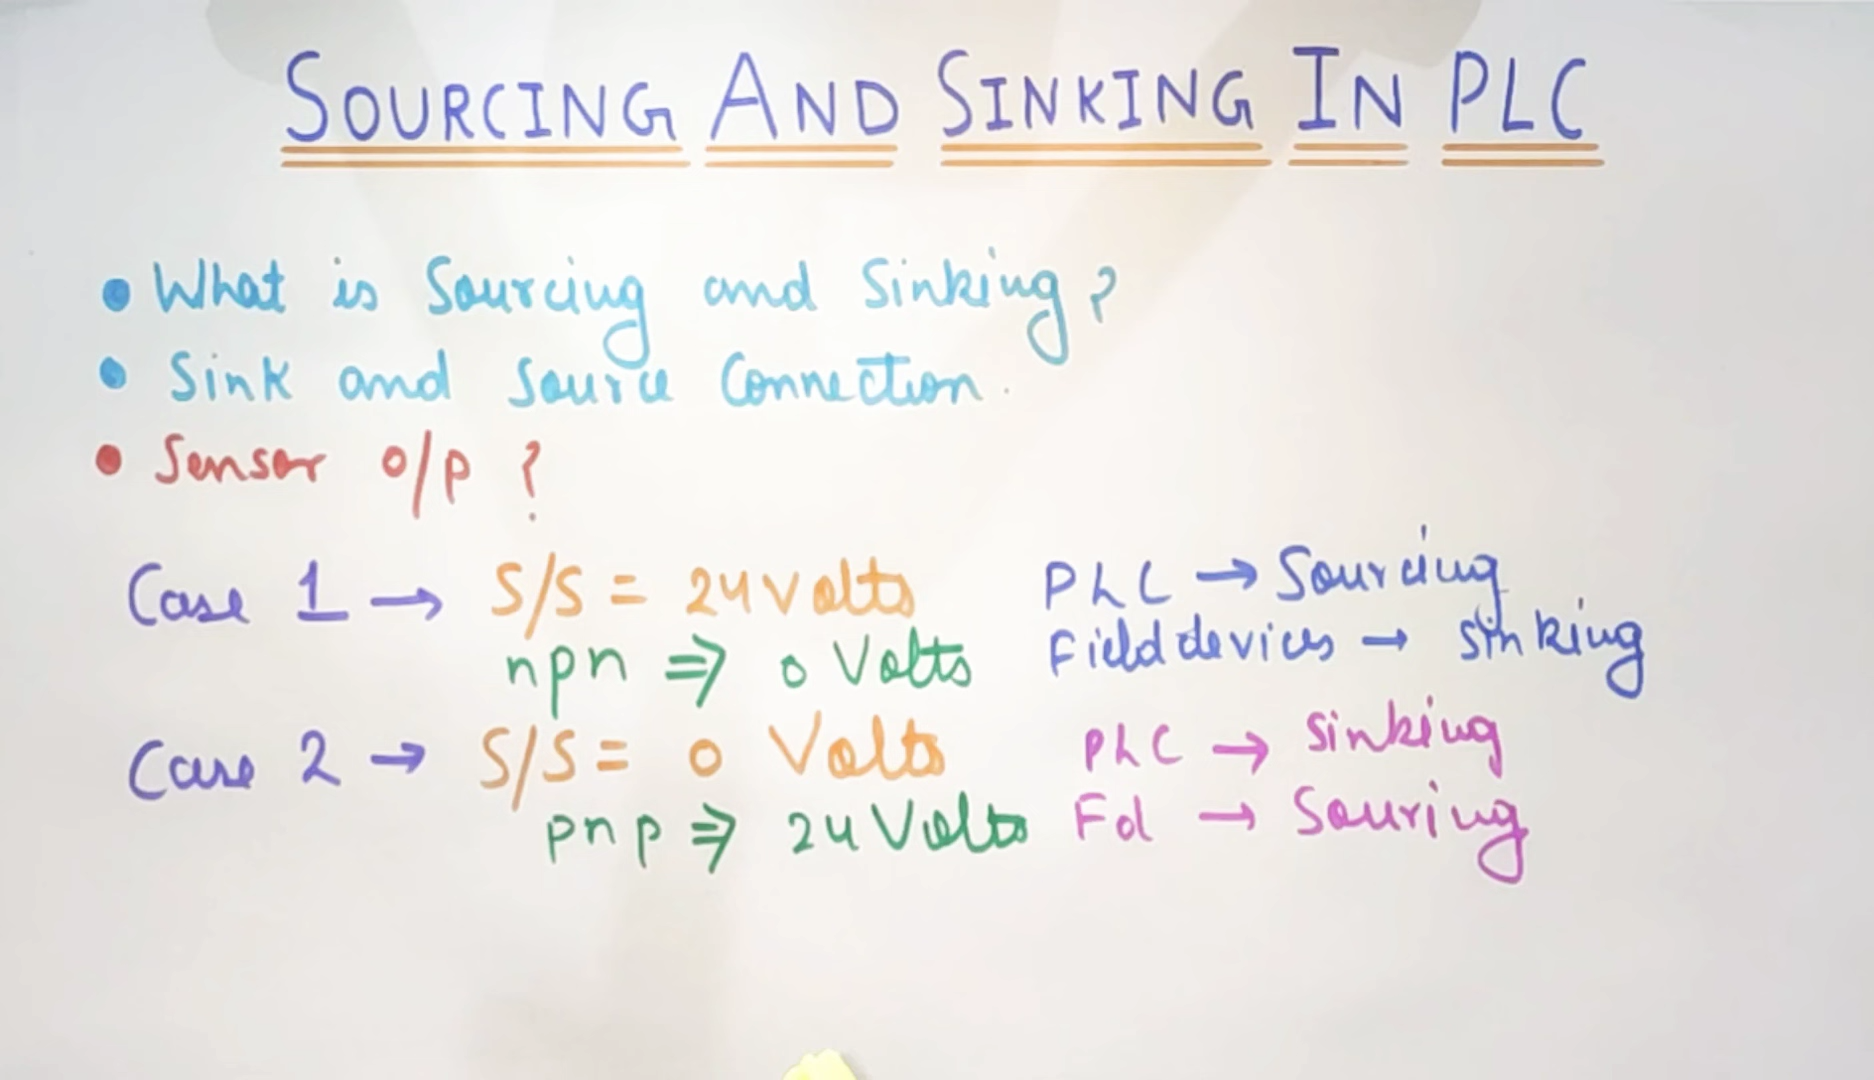 SOURCING AND SINKING IN PLC
• What is Sourcing and Sinking?
• Sink and Source Connection.
• Sensor o/p ?
Case 1 → S/S = 24 Volts
npn ⇒ 0 Volts
PLC → Sourcing
Field devices → sinking
Case 2 → S/S = 0 Volts
pnp ⇒ 24 Volts
PLC → Sinking
Fd → Souring